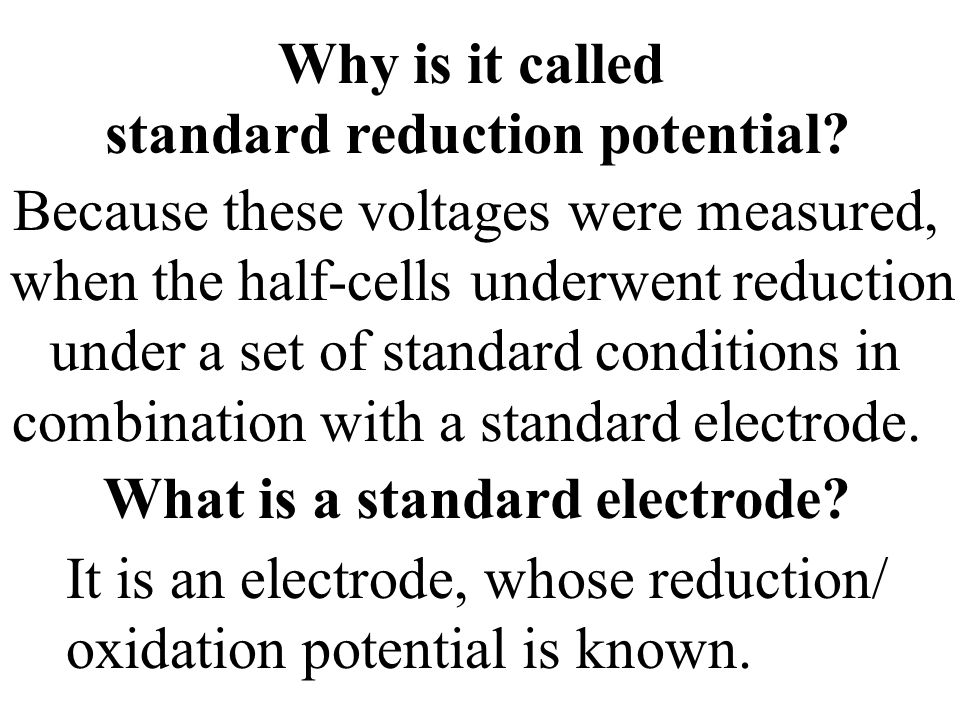 Why is it called
standard reduction potential?
Because these voltages were measured,
when the half-cells underwent reduction
under a set of standard conditions in
combination with a standard electrode.
What is a standard electrode?
It is an electrode, whose reduction/
oxidation potential is known.